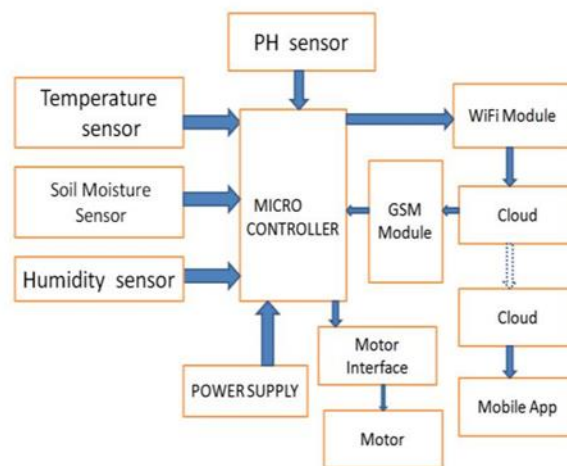 PH sensor
Temperature
sensor
WiFi Module
Soil Moisture
Sensor
MICRO
CONTROLLER
GSM
Module
Cloud
Humidity sensor
Cloud
Motor
Interface
POWER SUPPLY
Mobile App
Motor